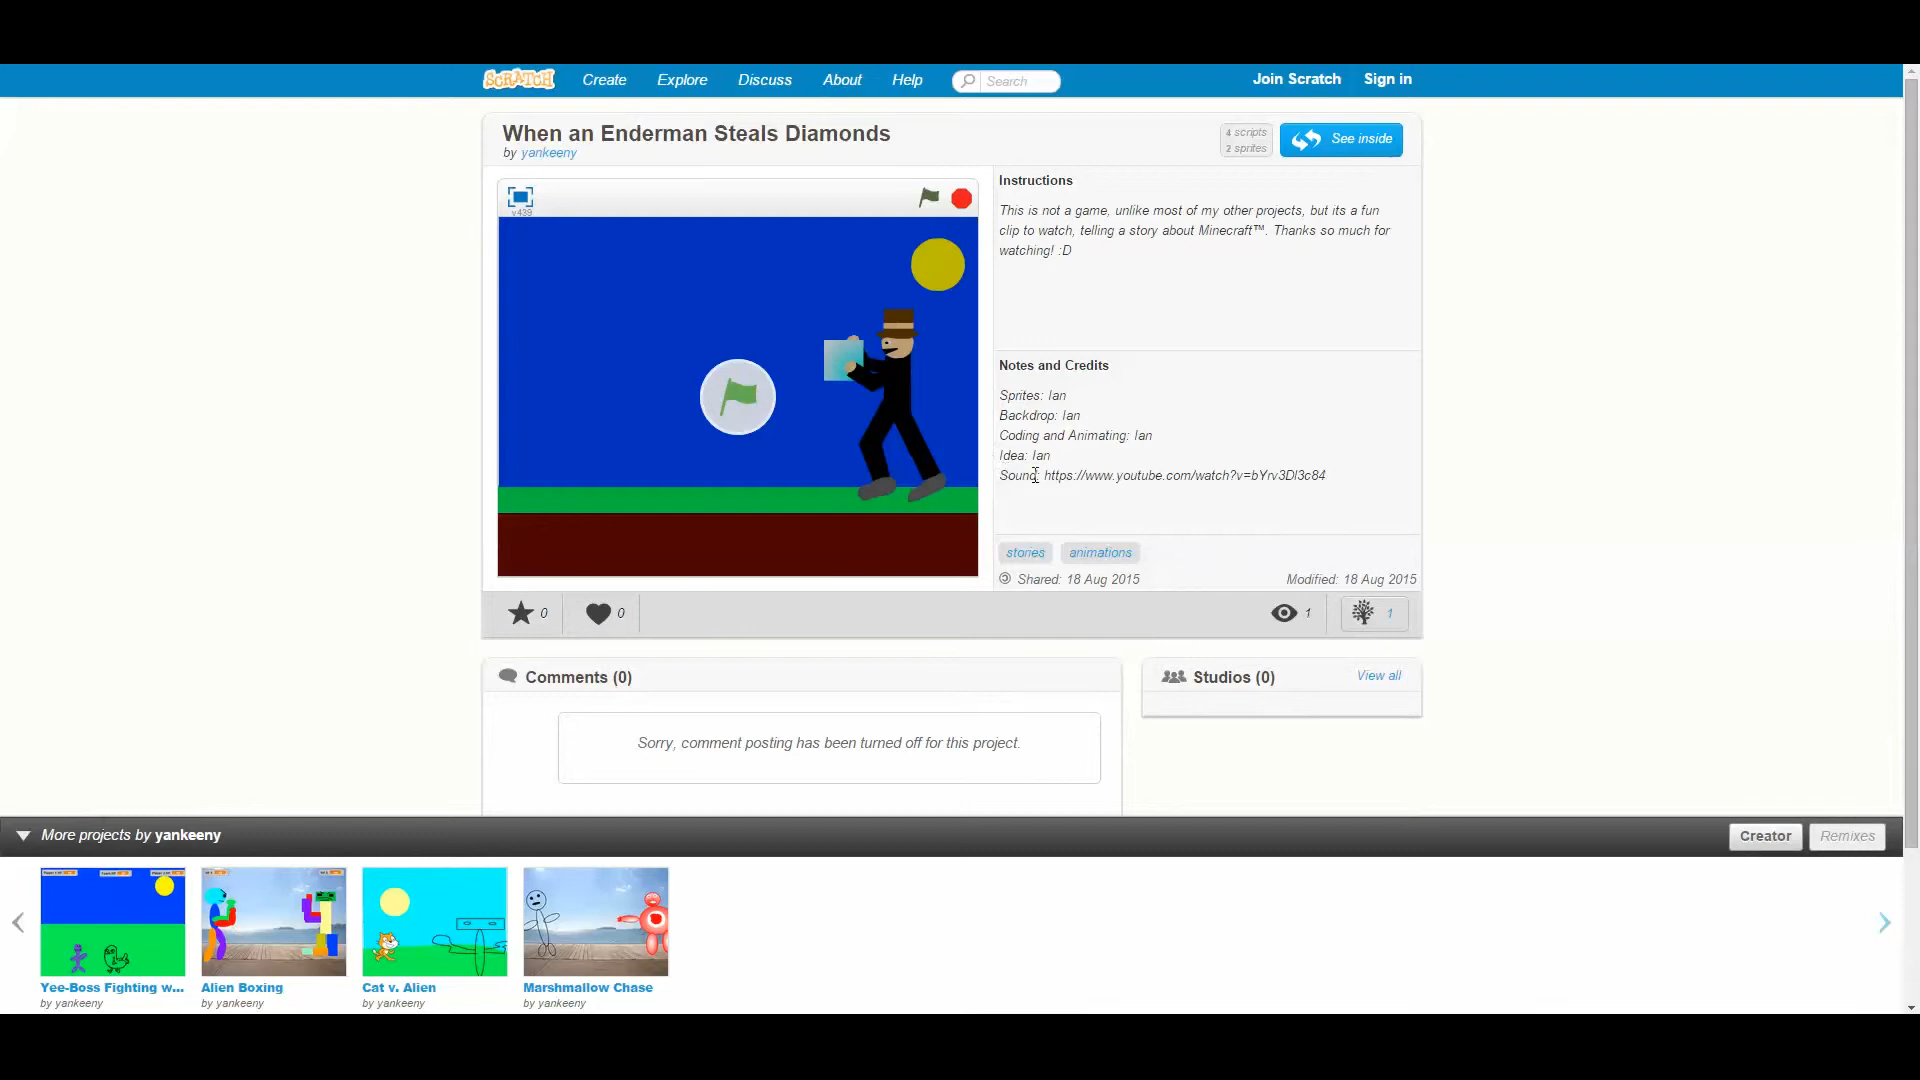 SCRATCH Create Explore Discuss About Help Search Join Scratch Sign in
When an Enderman Steals Diamonds
by yankeeny
4 scripts
2 sprites
See inside
v439
Instructions
This is not a game, unlike most of my other projects, but its a fun
clip to watch, telling a story about Minecraft™. Thanks so much for
watching! :D
Notes and Credits
Sprites: Ian
Backdrop: Ian
Coding and Animating: Ian
Idea: Ian
Sound: https://www.youtube.com/watch?v=bYrv3Dl3c84
stories animations
Shared: 18 Aug 2015 Modified: 18 Aug 2015
0 0 1 1
Comments (0)
Sorry, comment posting has been turned off for this project.
Studios (0) View all
More projects by yankeeny Creator Remixes
Yee-Boss Fighting w... Alien Boxing Cat v. Alien Marshmallow Chase
by yankeeny by yankeeny by yankeeny by yankeeny